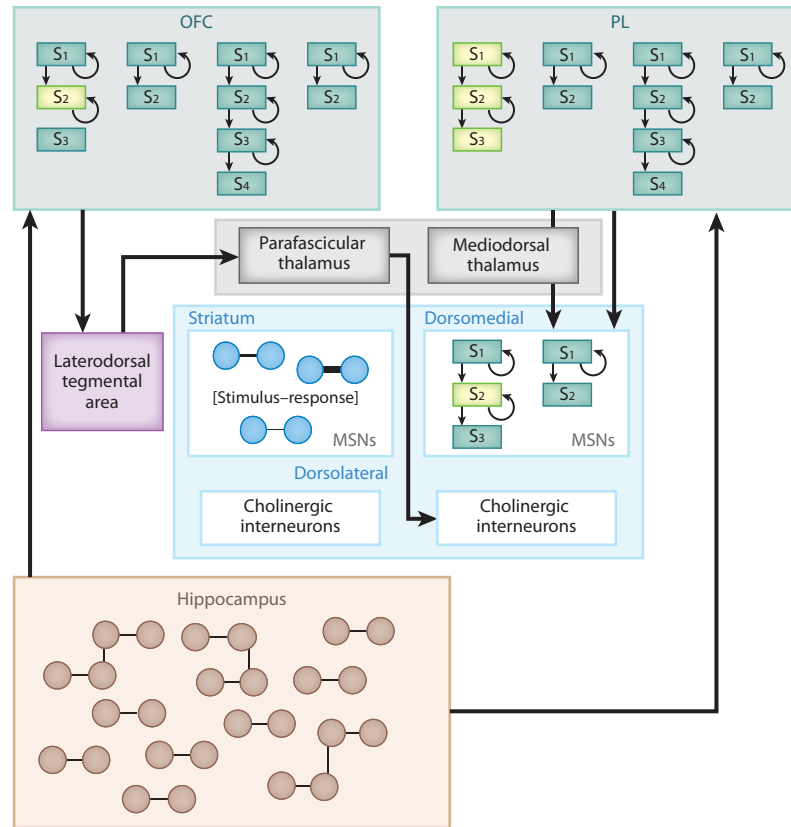 OFC
S1
S1
S1
S1
S2
S2
S2
S2
S3
S3
S4
PL
S1
S1
S1
S1
S2
S2
S2
S2
S3
S3
S4
Parafascicular
thalamus
Mediodorsal
thalamus
Laterodorsal
tegmental
area
Striatum
[Stimulus–response]
MSNs
Dorsomedial
S1
S1
S2
S2
S3
MSNs
Dorsolateral
Cholinergic
interneurons
Cholinergic
interneurons
Hippocampus